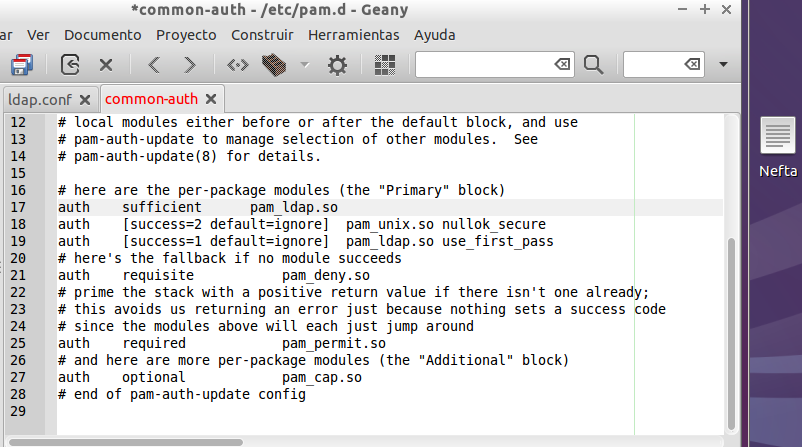 *common-auth - /etc/pam.d - Geany
ar Ver Documento Proyecto Construir Herramientas Ayuda
ldap.conf common-auth
12 # local modules either before or after the default block, and use
13 # pam-auth-update to manage selection of other modules.  See
14 # pam-auth-update(8) for details.
15
16 # here are the per-package modules (the "Primary" block)
17 auth    sufficient      pam_ldap.so
18 auth    [success=2 default=ignore]  pam_unix.so nullok_secure
19 auth    [success=1 default=ignore]  pam_ldap.so use_first_pass
20 # here's the fallback if no module succeeds
21 auth    requisite           pam_deny.so
22 # prime the stack with a positive return value if there isn't one already;
23 # this avoids us returning an error just because nothing sets a success code
24 # since the modules above will each just jump around
25 auth    required            pam_permit.so
26 # and here are more per-package modules (the "Additional" block)
27 auth    optional            pam_cap.so
28 # end of pam-auth-update config
29
Nefta